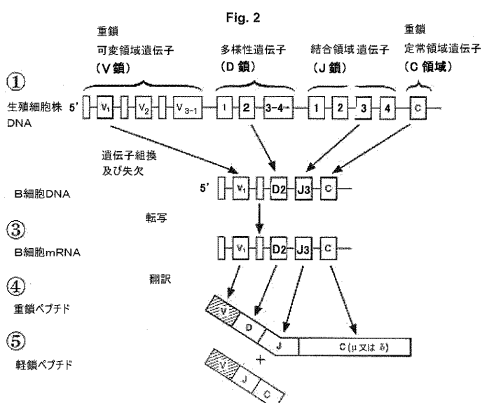 Fig. 2
重鎖
可変領域遺伝子
(V鎖)
多様性遺伝子
(D鎖)
結合領域遺伝子
(J鎖)
重鎖
定常領域遺伝子
(C領域)
①
生殖細胞株
DNA
5' V1 V2 V3-1 1 2 3-4 1 2 3 4 C
遺伝子組換
及び失欠
B細胞DNA
5' V1 D2 J3 C
転写
③
B細胞mRNA
V1 D2 J3 C
翻訳
④
重鎖ペプチド
V D J C(μ又はδ)
+
⑤
軽鎖ペプチド
V J C